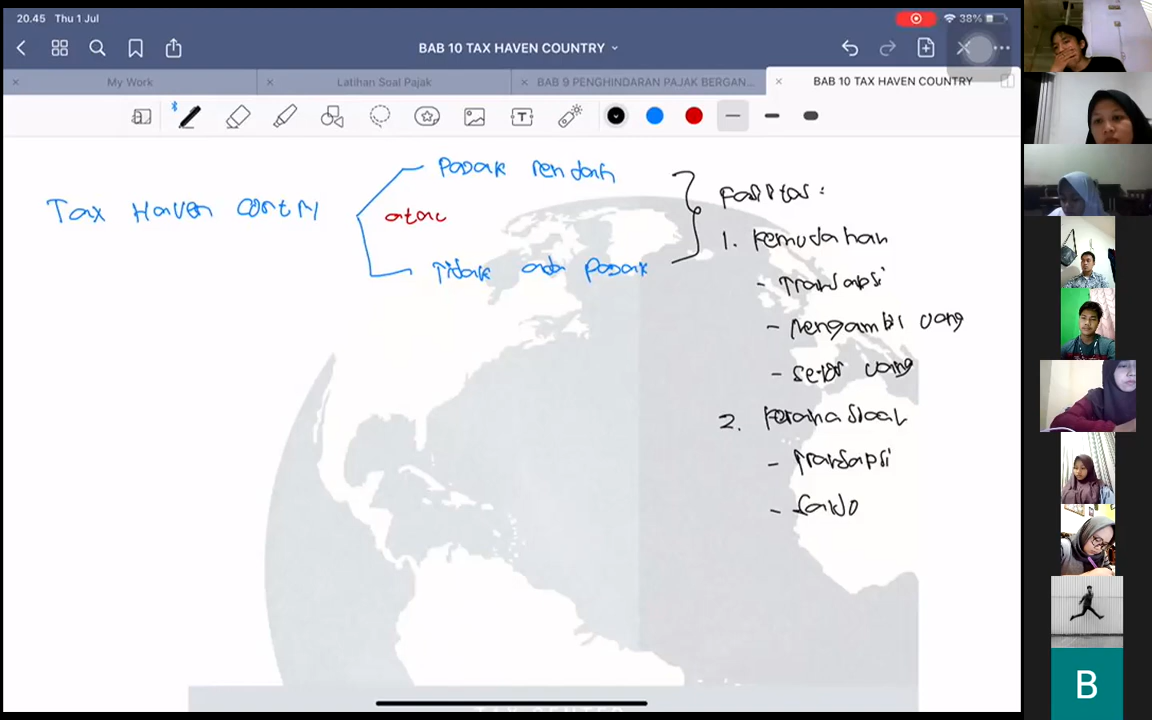 20.45 Thu 1 Jul
38%
BAB 10 TAX HAVEN COUNTRY
My Work
Latihan Soal Pajak
BAB 9 PENGHINDARAN PAJAK BERGAN...
BAB 10 TAX HAVEN COUNTRY
Tax Haven contri
Pajak rendah
atau
Tidak ada pajak
Fasilitas :
1. Kemudahan
- Transaksi
- Pengambil uang
- Setor uang
2. Kerahasiaan
- Transaksi
- Saldo
B